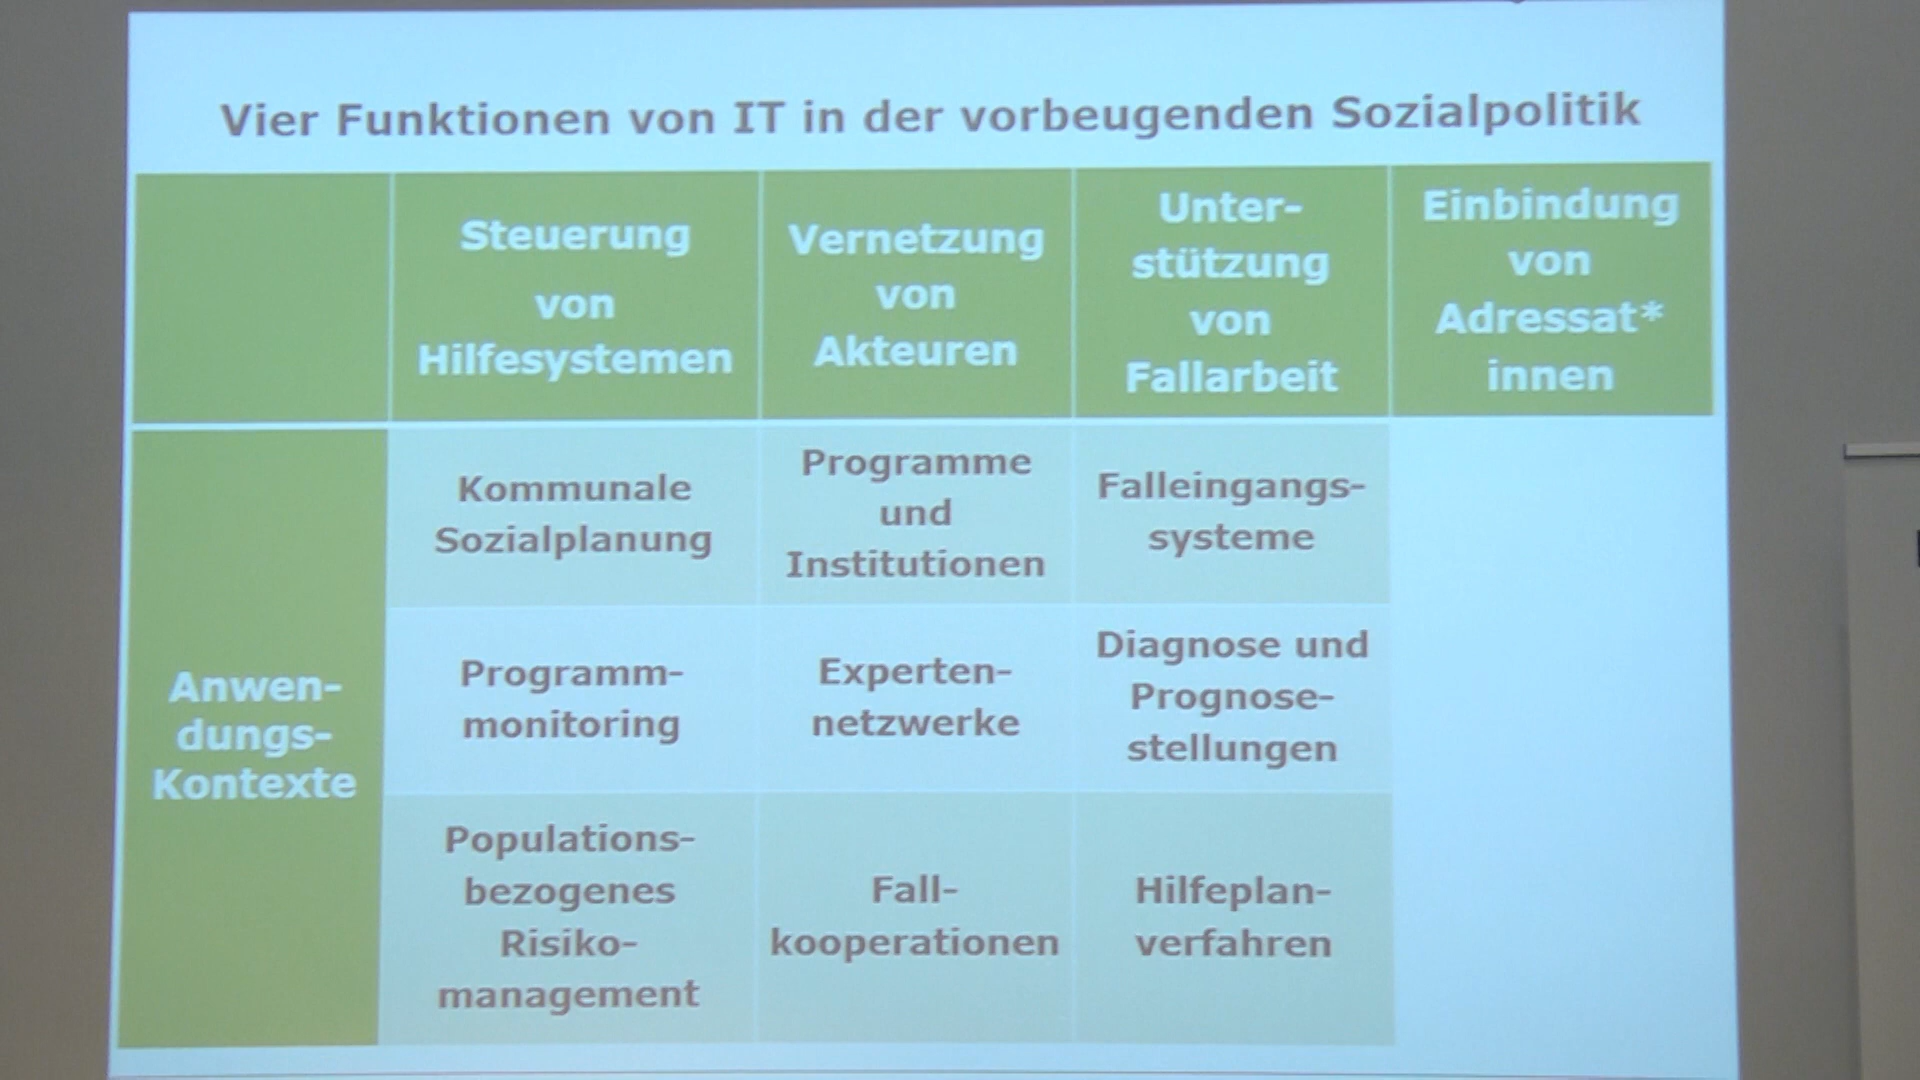 Vier Funktionen von IT in der vorbeugenden Sozialpolitik
Steuerung
von
Hilfesystemen
Vernetzung
von
Akteuren
Unter-
stützung
von
Fallarbeit
Einbindung
von
Adressat*
innen
Anwen-
dungs-
Kontexte
Kommunale
Sozialplanung
Programme
und
Institutionen
Falleingangs-
systeme
Programm-
monitoring
Experten-
netzwerke
Diagnose und
Prognose-
stellungen
Populations-
bezogenes
Risiko-
management
Fall-
kooperationen
Hilfeplan-
verfahren